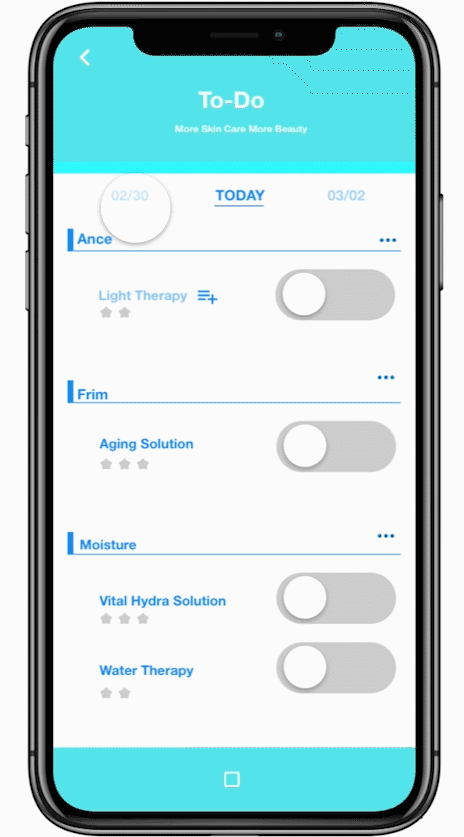 To-Do
More Skin Care More Beauty
02/30 TODAY 03/02
Ance
Light Therapy
Frim
Aging Solution
Moisture
Vital Hydra Solution
Water Therapy